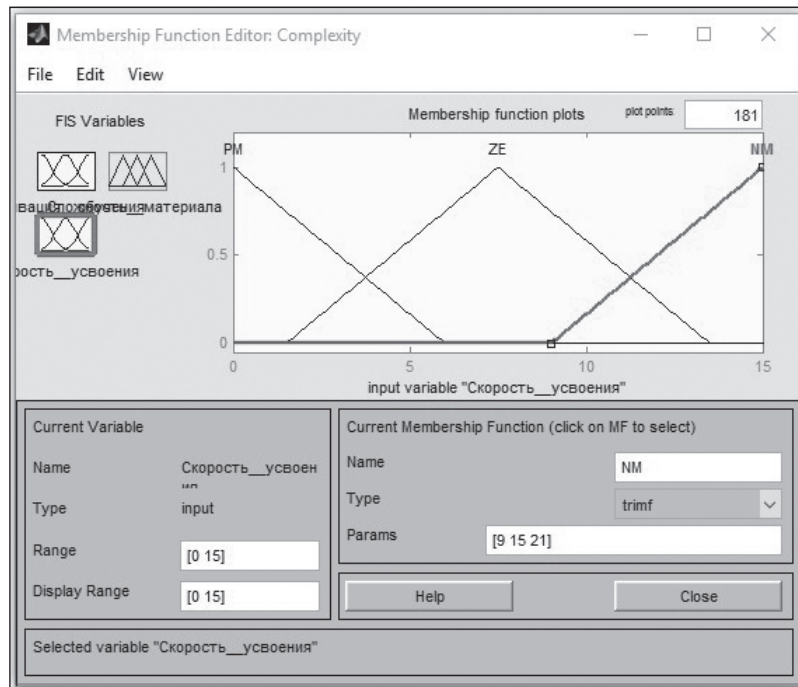 Membership Function Editor: Complexity
File Edit View
FIS Variables
Membership function plots
plot points:
181
PM
ZE
NM
1
0.5
0
материала
рость__усвоения
0
5
10
15
input variable "Скорость__усвоения"
Current Variable
Name
Скорость__усвоен
Type
input
Range
[0 15]
Display Range
[0 15]
Current Membership Function (click on MF to select)
Name
NM
Type
trimf
Params
[9 15 21]
Help
Close
Selected variable "Скорость__усвоения"